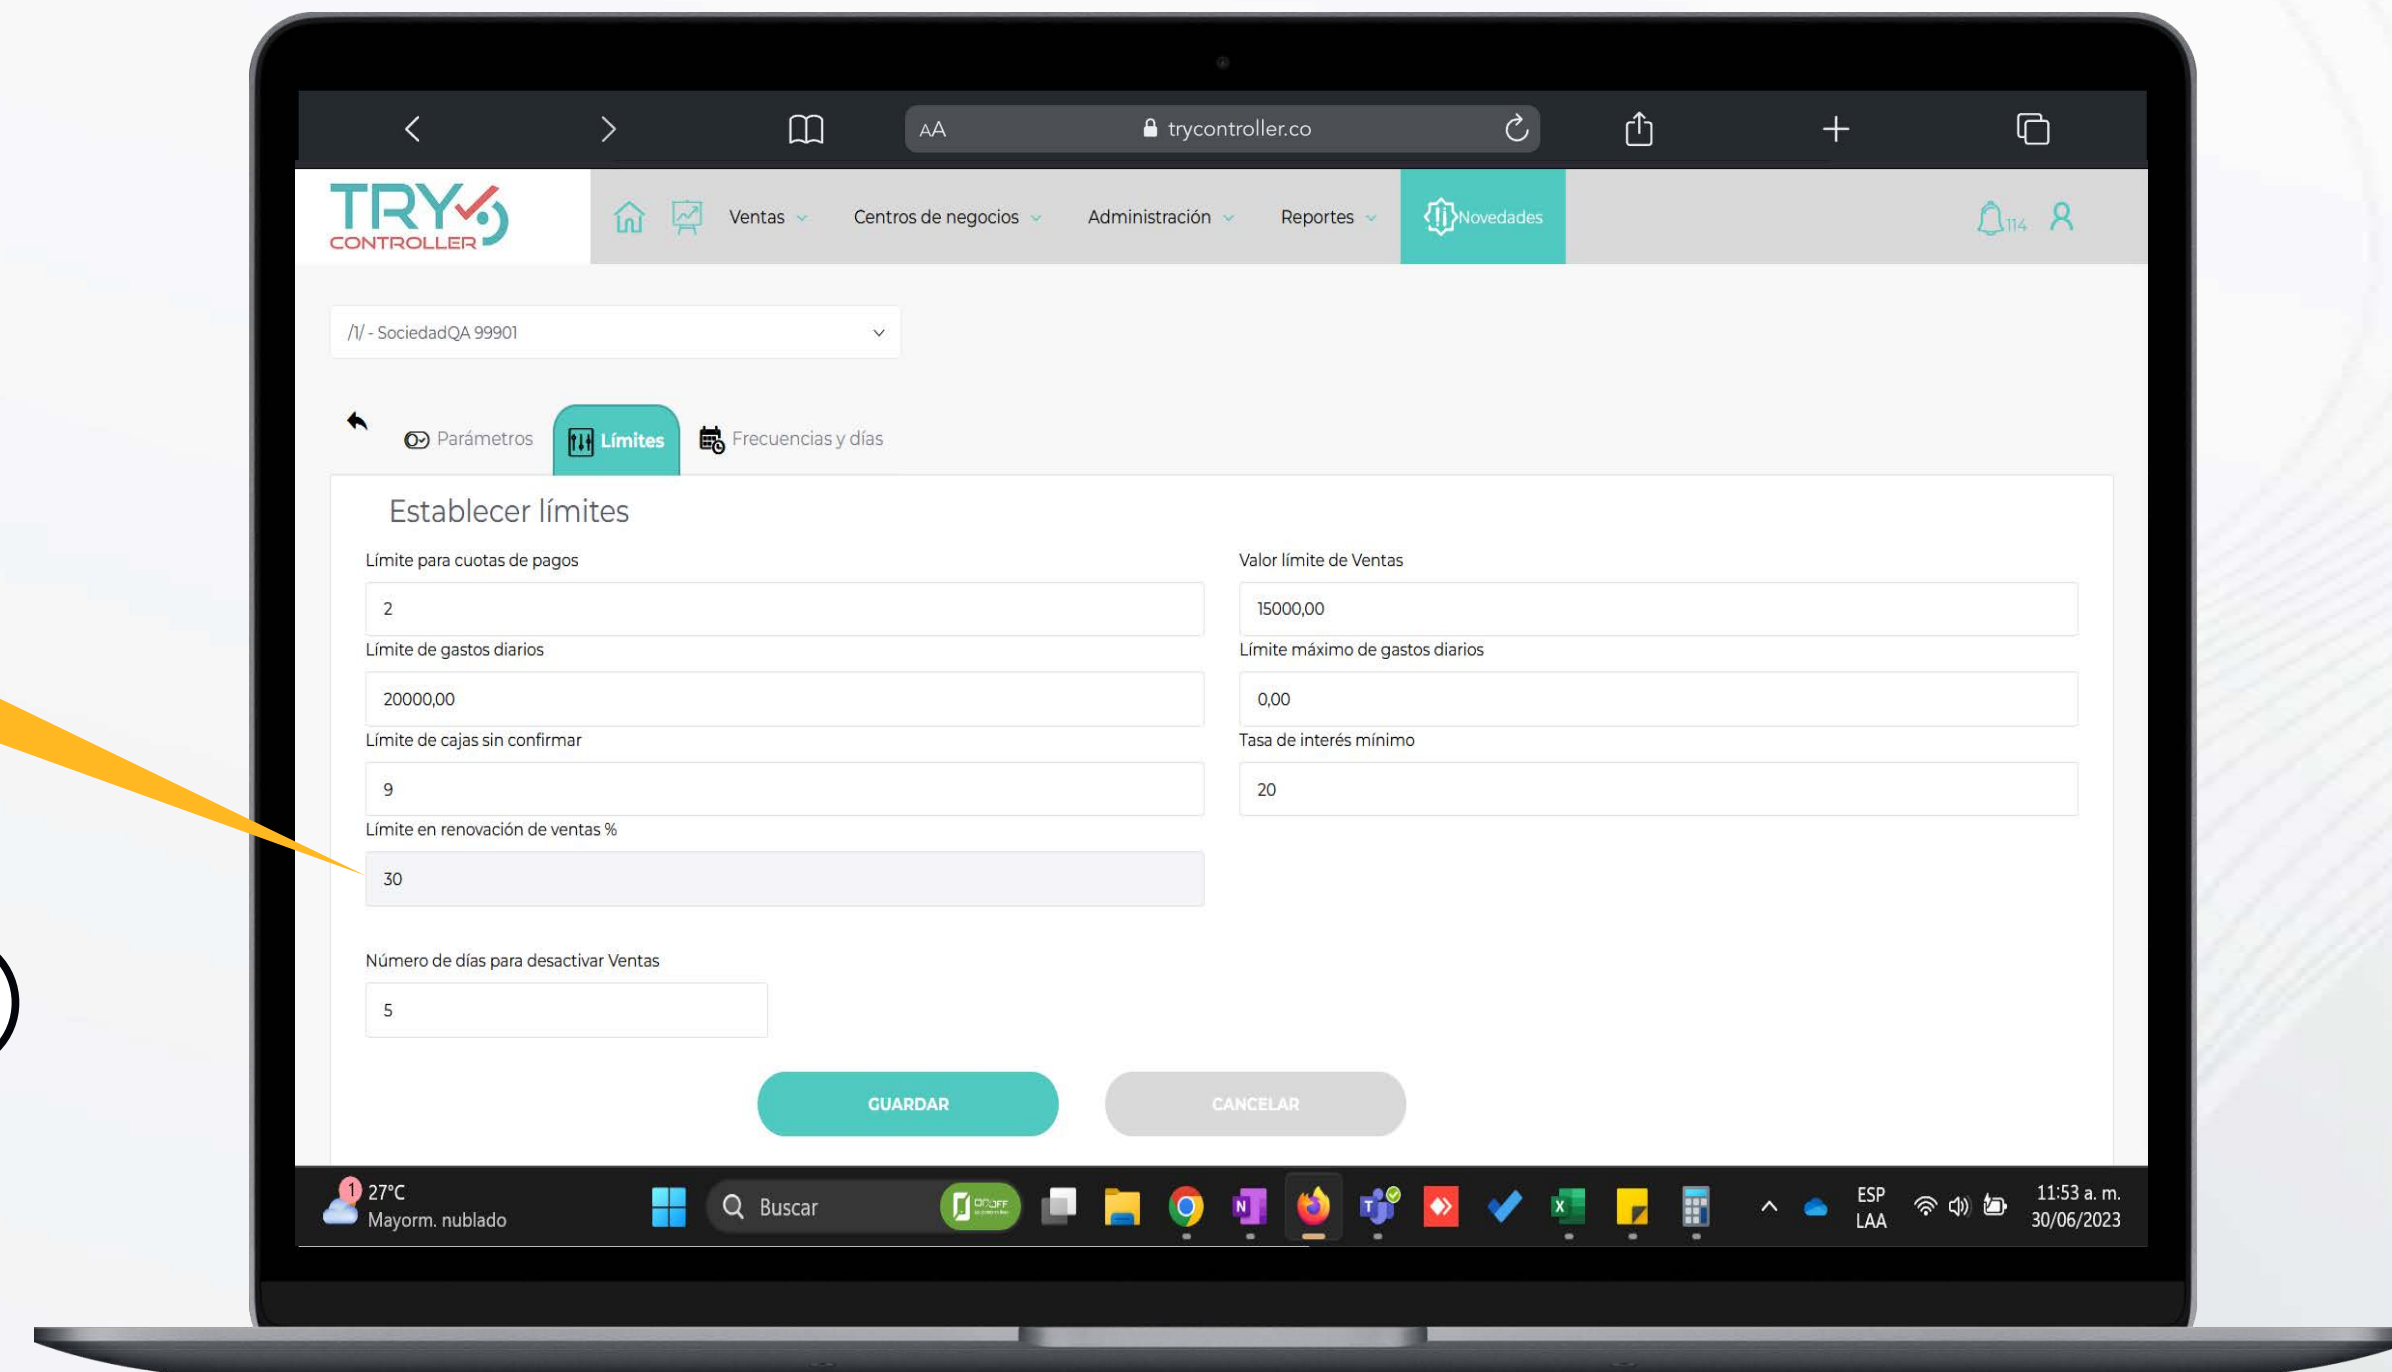 AA
trycontroller.co
TRY
CONTROLLER
Ventas
Centros de negocios
Administración
Reportes
Novedades
114
/1/ - SociedadQA 99901
Parámetros
Límites
Frecuencias y días
Establecer límites
Límite para cuotas de pagos
Valor límite de Ventas
2
15000,00
Límite de gastos diarios
Límite máximo de gastos diarios
20000,00
0,00
Límite de cajas sin confirmar
Tasa de interés mínimo
9
20
Límite en renovación de ventas %
30
Número de días para desactivar Ventas
5
GUARDAR
CANCELAR
1
27°C
Mayorm. nublado
Buscar
ESP
LAA
11:53 a. m.
30/06/2023